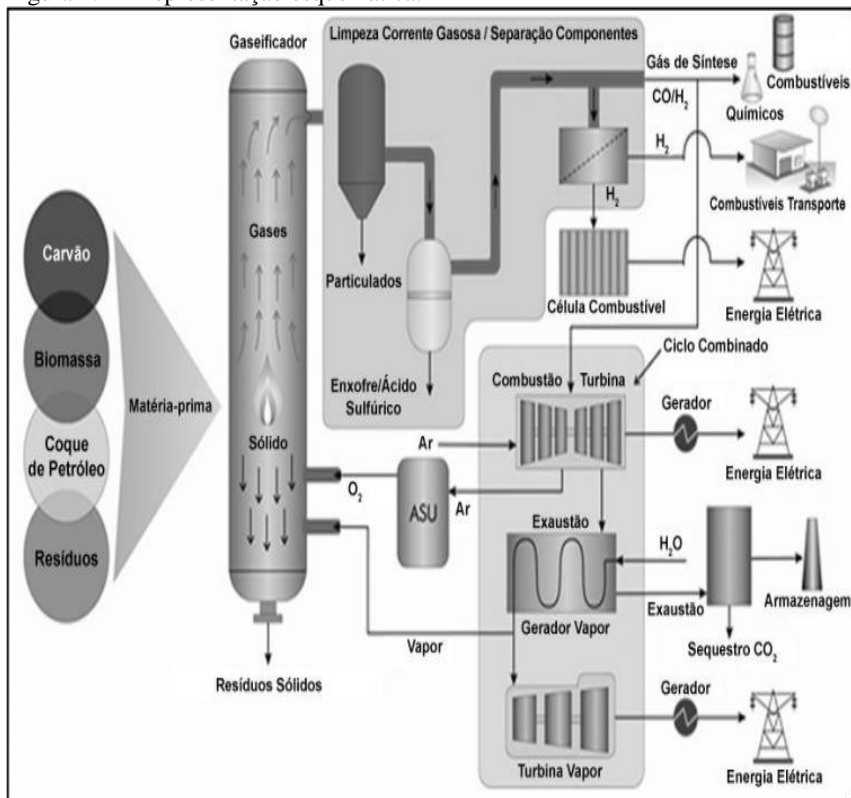 Gaseificador
Limpeza Corrente Gasosa / Separação Componentes
Gás de Síntese
CO/H₂
Combustíveis
Químicos
H₂
H₂
Combustíveis Transporte
Gases
Carvão
Biomassa
Coque
de Petróleo
Resíduos
Matéria-prima
Sólido
Particulados
Enxofre/Ácido
Sulfúrico
Célula Combustível
Energia Elétrica
Ciclo Combinado
Combustão
Turbina
Gerador
Energia Elétrica
Ar
O₂
ASU
Ar
Exaustão
H₂O
Exaustão
Armazenagem
Gerador Vapor
Sequestro CO₂
Vapor
Resíduos Sólidos
Gerador
Turbina Vapor
Energia Elétrica